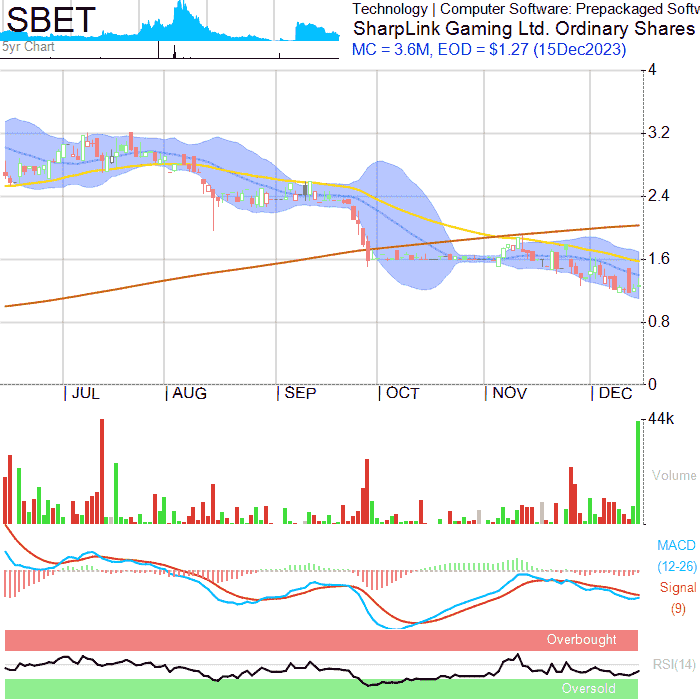 SBET
5yr Chart
Technology | Computer Software: Prepackaged Softw
SharpLink Gaming Ltd. Ordinary Shares
MC = 3.6M, EOD = $1.27 (15Dec2023)
4
3.2
2.4
1.6
0.8
0
| JUL | AUG | SEP | OCT | NOV | DEC
44k
Volume
MACD
(12-26)
Signal
(9)
Overbought
RSI(14)
Oversold